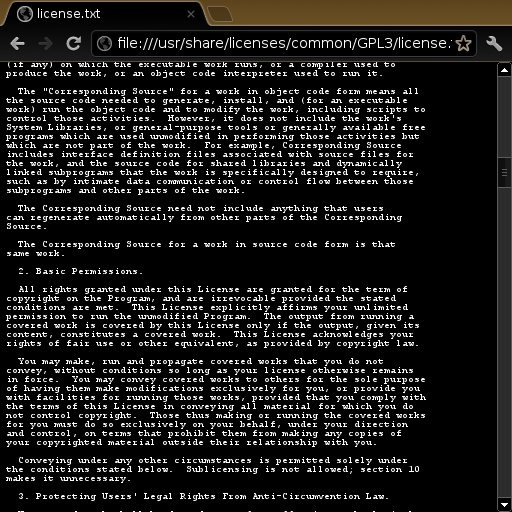 license.txt
file:///usr/share/licenses/common/GPL3/license.
(if any) on which the executable work runs, or a compiler used to
produce the work, or an object code interpreter used to run it.
The "Corresponding Source" for a work in object code form means all
the source code needed to generate, install, and (for an executable
work) run the object code and to modify the work, including scripts to
control those activities.  However, it does not include the work's
System Libraries, or general-purpose tools or generally available free
programs which are used unmodified in performing those activities but
which are not part of the work.  For example, Corresponding Source
includes interface definition files associated with source files for
the work, and the source code for shared libraries and dynamically
linked subprograms that the work is specifically designed to require,
such as by intimate data communication or control flow between those
subprograms and other parts of the work.
The Corresponding Source need not include anything that users
can regenerate automatically from other parts of the Corresponding
Source.
The Corresponding Source for a work in source code form is that
same work.
2. Basic Permissions.
All rights granted under this License are granted for the term of
copyright on the Program, and are irrevocable provided the stated
conditions are met.  This License explicitly affirms your unlimited
permission to run the unmodified Program.  The output from running a
covered work is covered by this License only if the output, given its
content, constitutes a covered work.  This License acknowledges your
rights of fair use or other equivalent, as provided by copyright law.
You may make, run and propagate covered works that you do not
convey, without conditions so long as your license otherwise remains
in force.  You may convey covered works to others for the sole purpose
of having them make modifications exclusively for you, or provide you
with facilities for running those works, provided that you comply with
the terms of this License in conveying all material for which you do
not control copyright.  Those thus making or running the covered works
for you must do so exclusively on your behalf, under your direction
and control, on terms that prohibit them from making any copies of
your copyrighted material outside their relationship with you.
Conveying under any other circumstances is permitted solely under
the conditions stated below.  Sublicensing is not allowed; section 10
makes it unnecessary.
3. Protecting Users' Legal Rights From Anti-Circumvention Law.